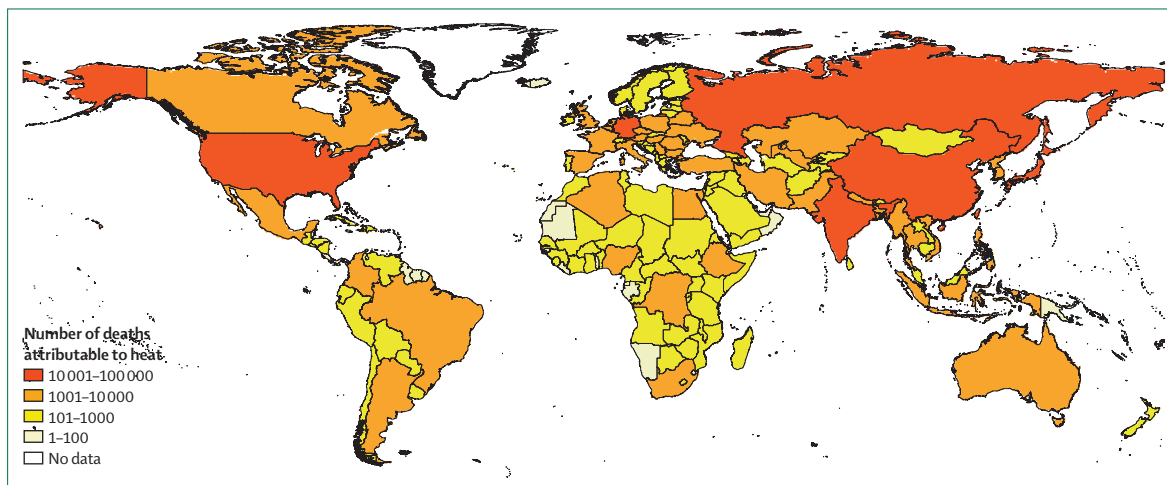 Number of deaths
attributable to heat
10 001–100 000
1001–10 000
101–1000
1–100
No data